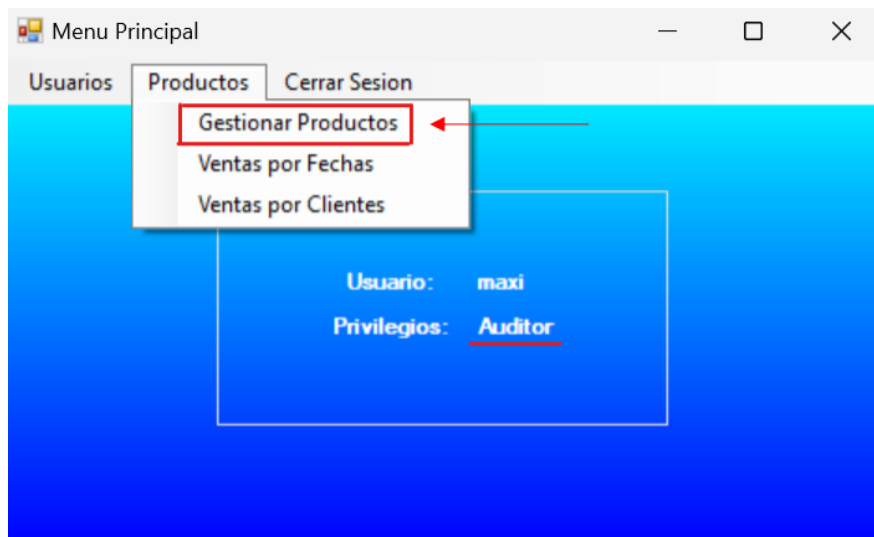 Menu Principal
Usuarios Productos Cerrar Sesion
Gestionar Productos
Ventas por Fechas
Ventas por Clientes
Usuario: maxi
Privilegios: Auditor